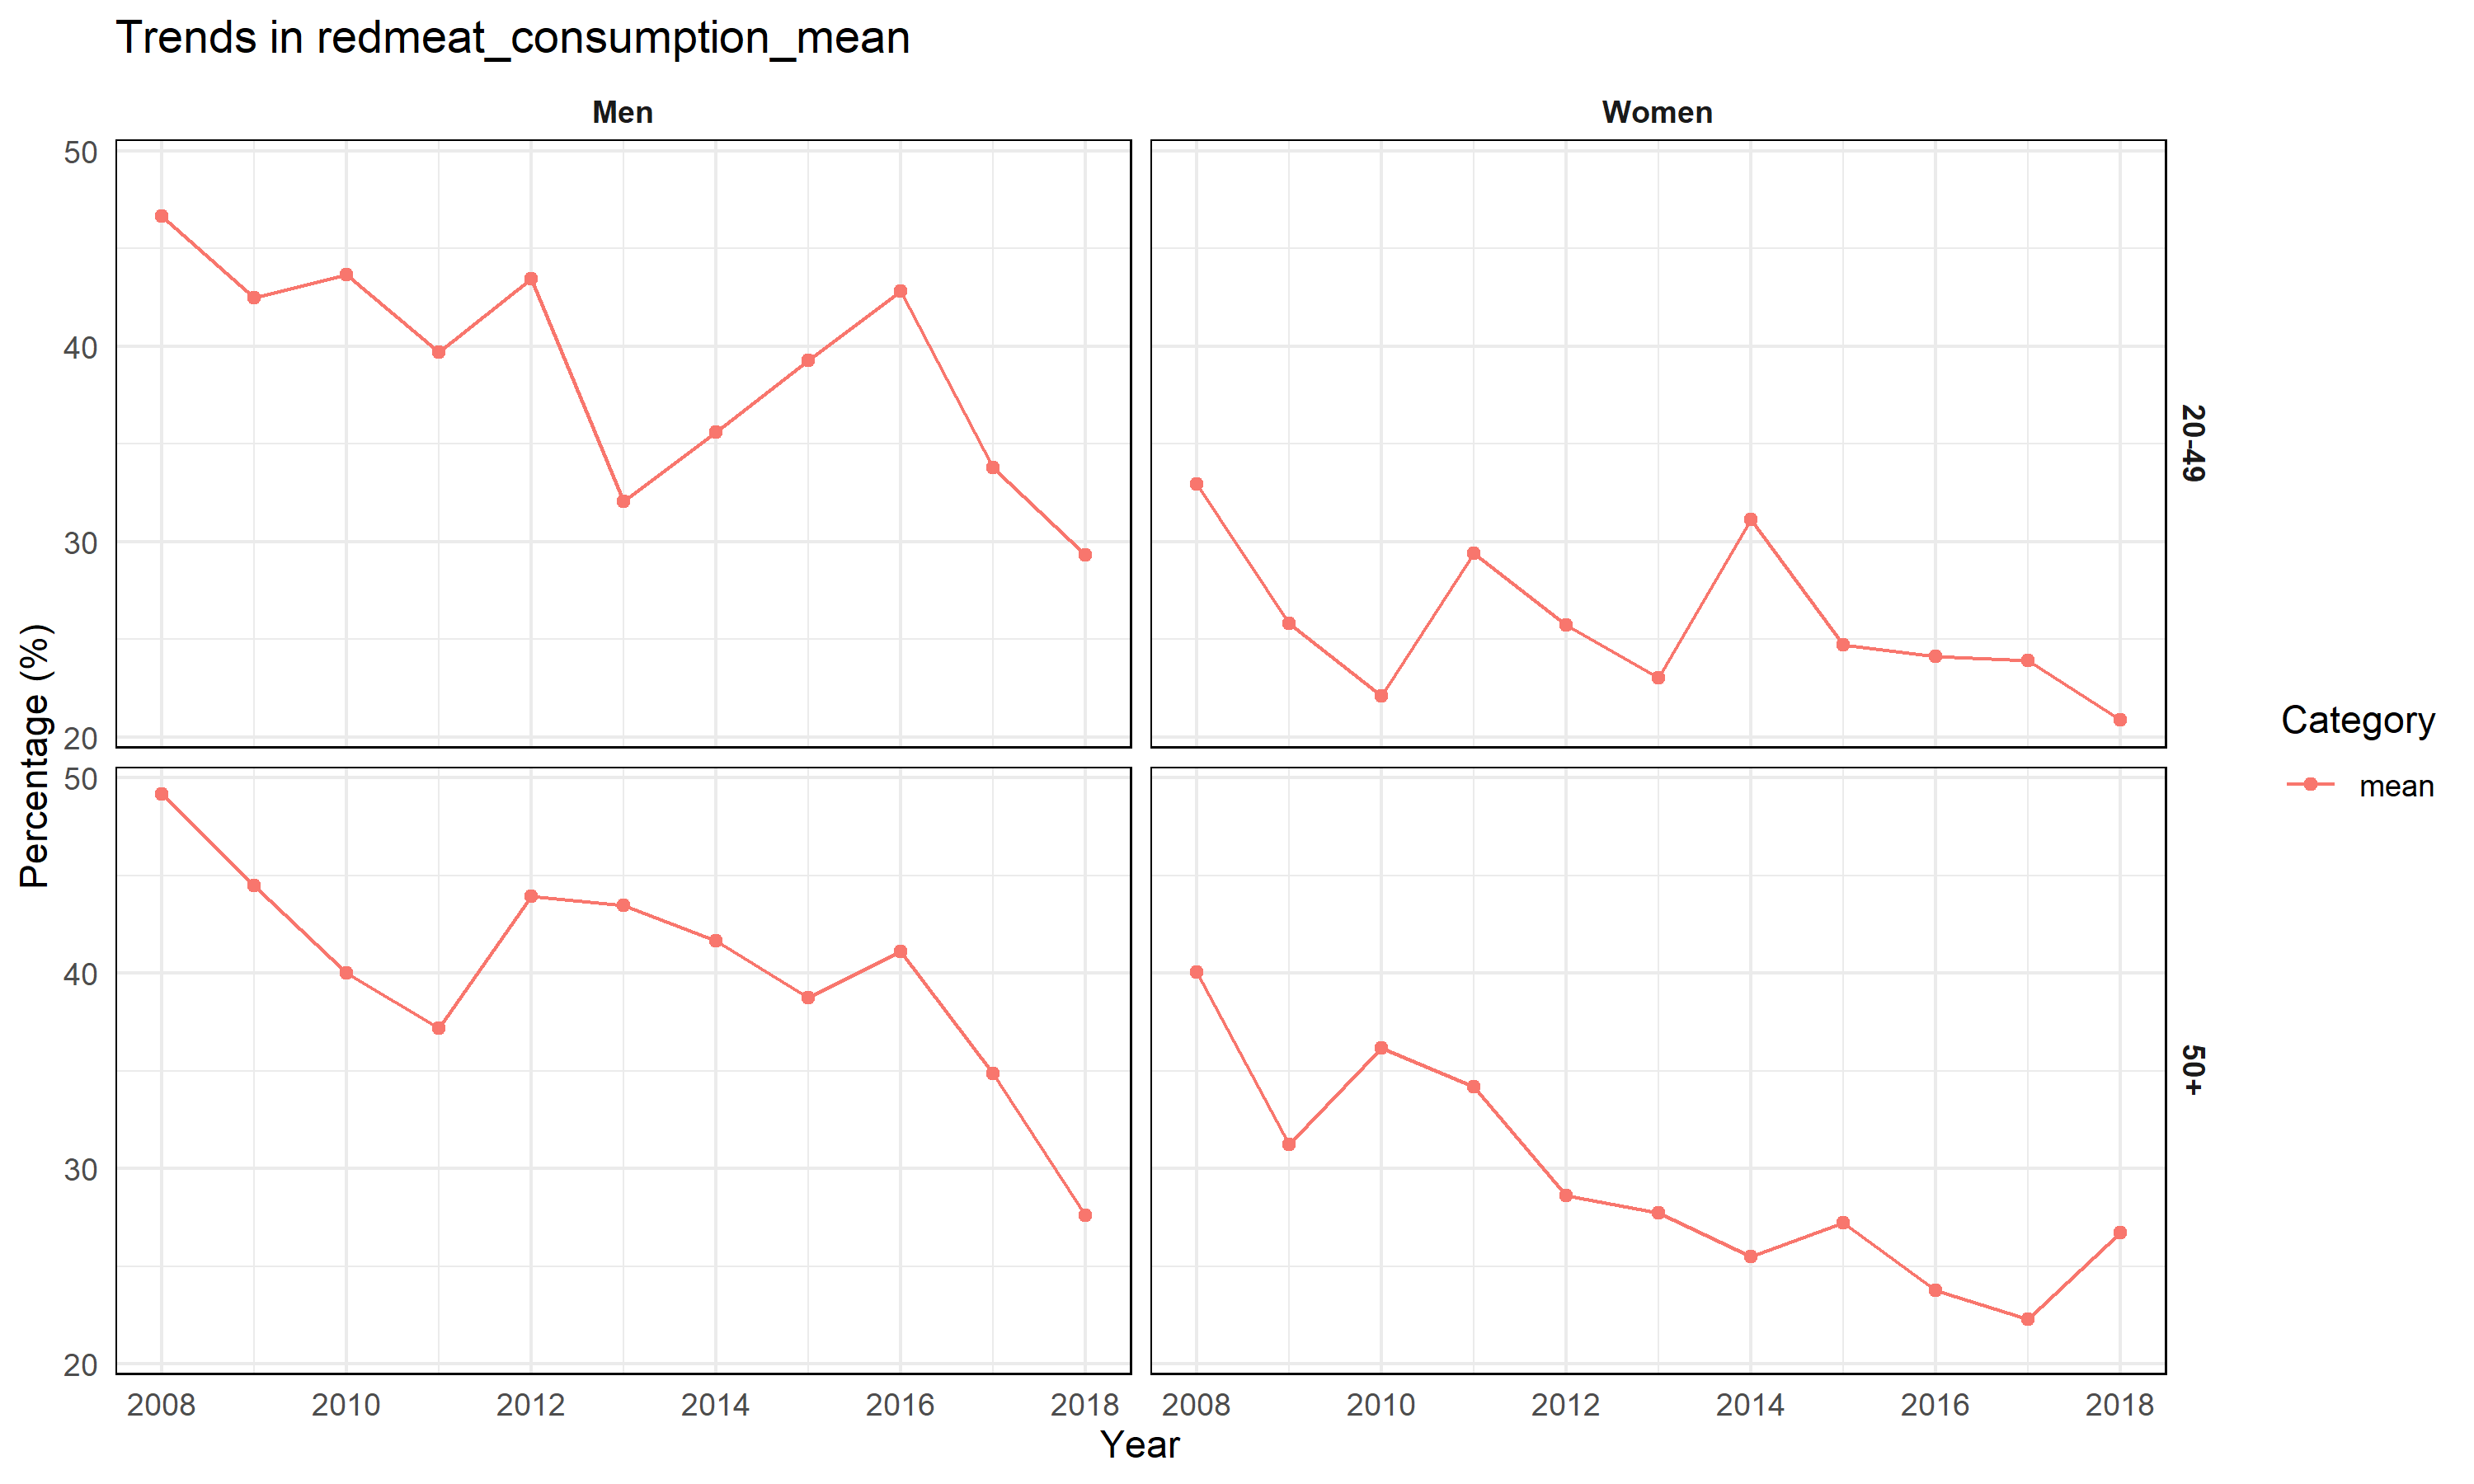 Trends in redmeat_consumption_mean
Men
Women
50
40
30
20
20-49
50
40
30
20
50+
Percentage (%)
2008 2010 2012 2014 2016 2018
2008 2010 2012 2014 2016 2018
Year
Category
mean